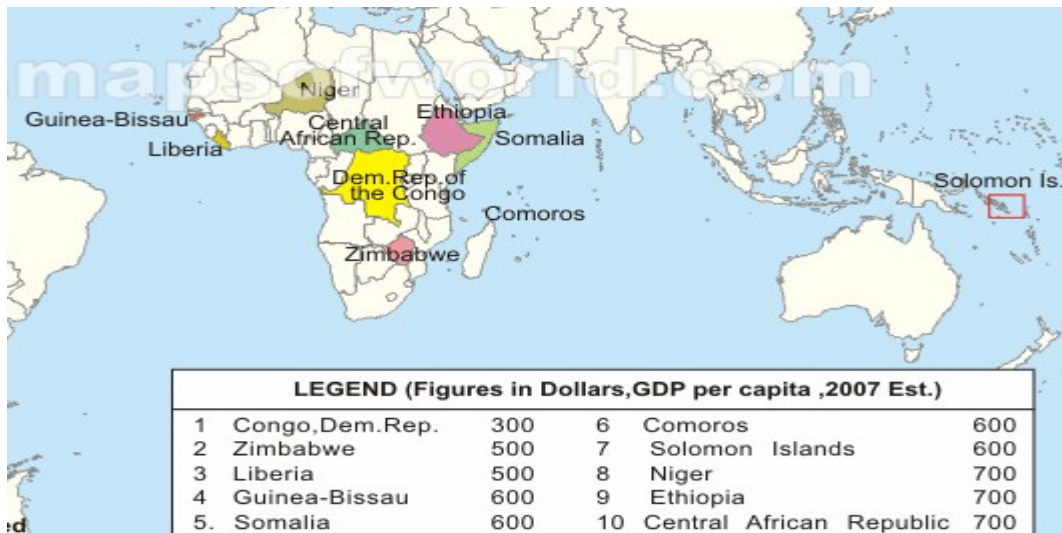 mapsofworld.com
Niger
Guinea-Bissau
Ethiopia
Central
African Rep.
Somalia
Liberia
Dem.Rep.of
the Congo
Solomon Is.
Comoros
Zimbabwe
LEGEND (Figures in Dollars,GDP per capita ,2007 Est.)
1 Congo,Dem.Rep. 300 6 Comoros 600
2 Zimbabwe 500 7 Solomon Islands 600
3 Liberia 500 8 Niger 700
4 Guinea-Bissau 600 9 Ethiopia 700
5. Somalia 600 10 Central African Republic 700
ed